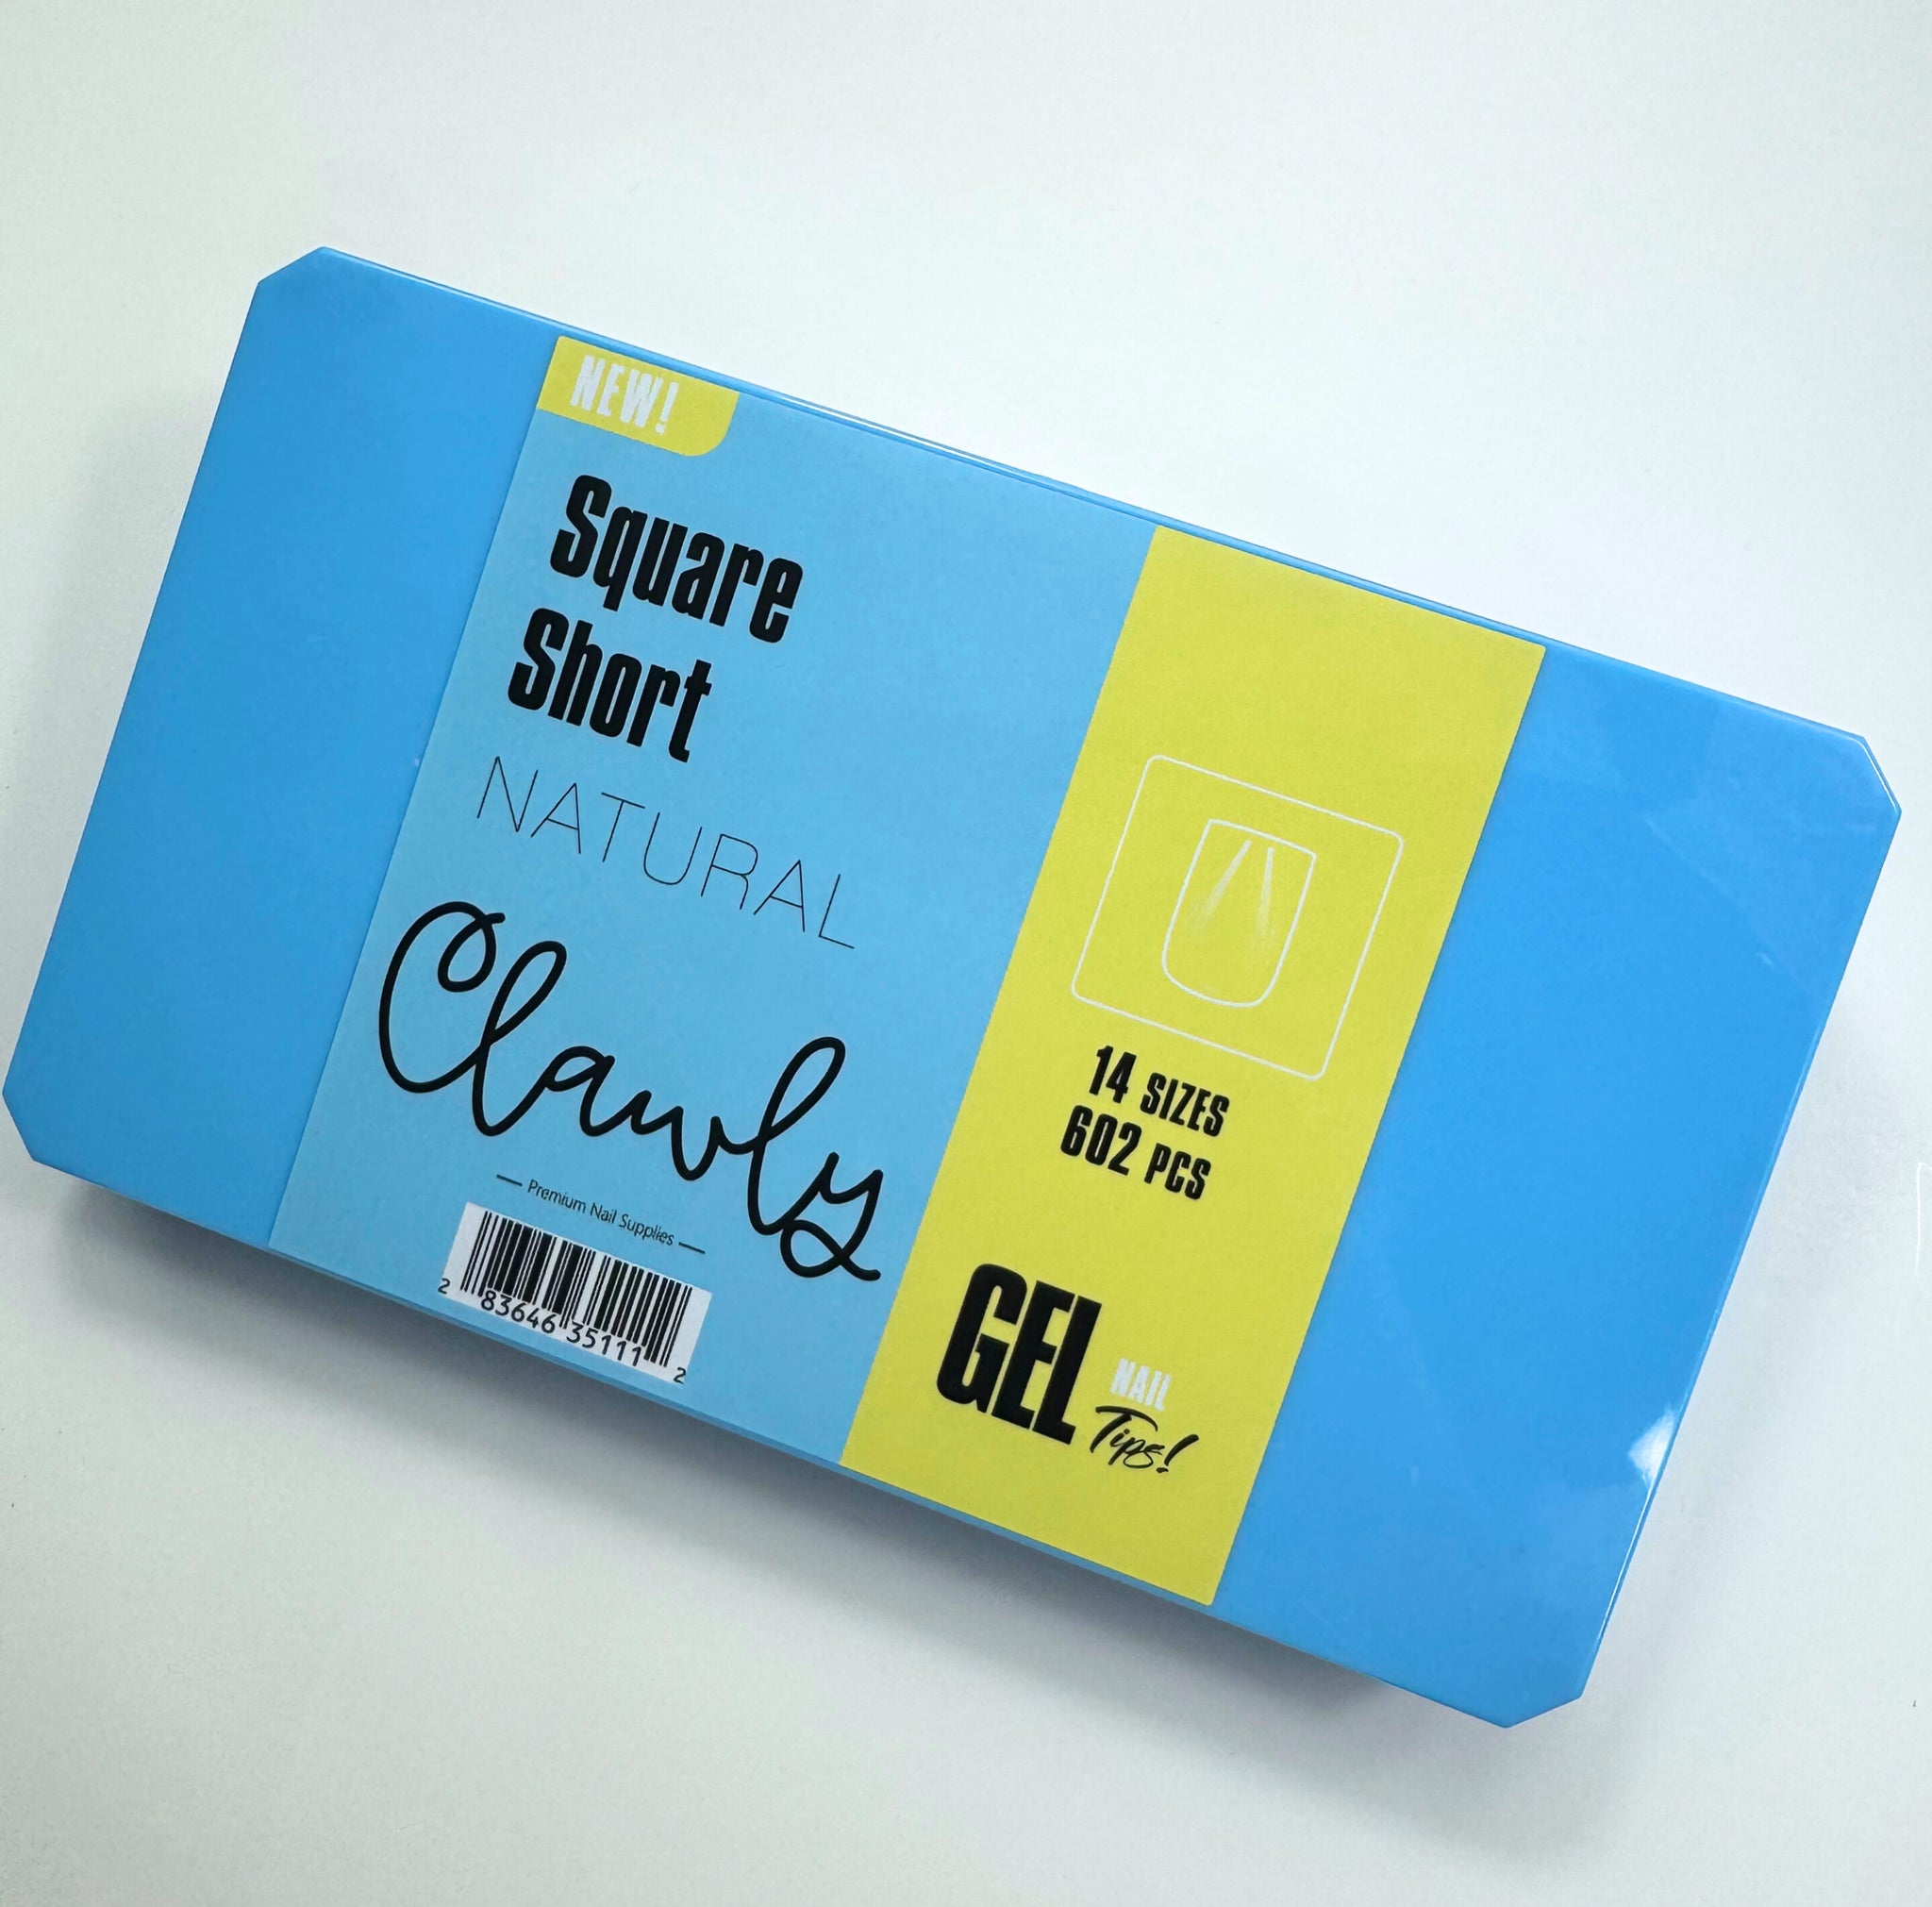 NEW!
Square
Short
NATURAL
Clawly
Premium Nail Supplies
2 83646 35111 2
14 SIZES
602 PCS
GEL NAIL
Tips!